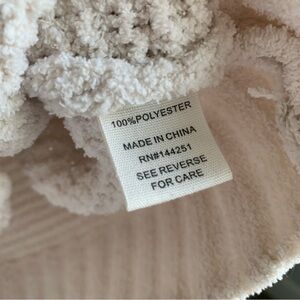 100%POLYESTER
MADE IN CHINA
RN#144251
SEE REVERSE
FOR CARE